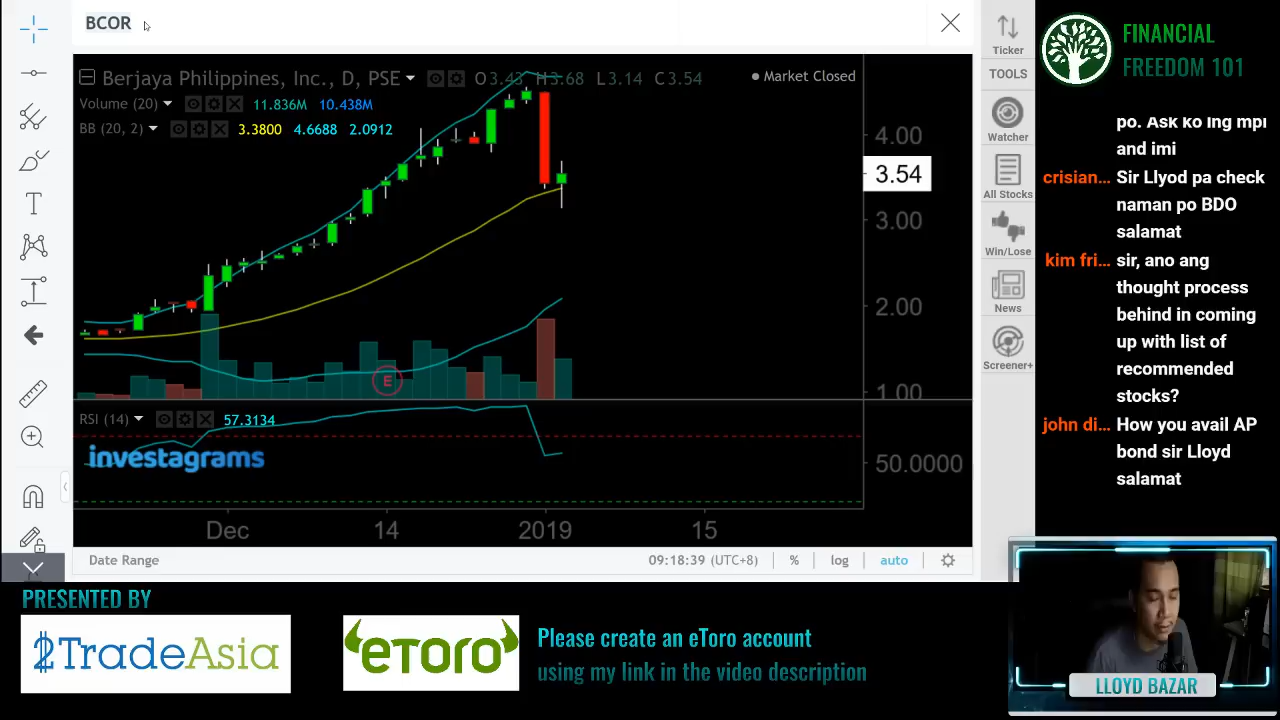 BCOR
Berjaya Philipines, Inc., D, PSE
O3.43 H3.68 L3.14 C3.54
Market Closed
Volume (20)
11.836M 10.438M
BB (20, 2)
3.3800 4.6688 2.0912
4.00
3.54
3.00
2.00
1.00
E
RSI (14)
57.3134
50.0000
investagrams
Dec 14 2019 15
Date Range
09:18:39 (UTC+8)
%
log
auto
Ticker
TOOLS
Watcher
All Stocks
Win/Lose
News
Screener+
FINANCIAL
FREEDOM 101
po. Ask ko lng mpi
and imi
crisian... Sir Llyod pa check
naman po BDO
salamat
kim fri... sir, ano ang
thought process
behind in coming
up with list of
recommended
stocks?
john di... How you avail AP
bond sir Lloyd
salamat
PRESENTED BY
2TradeAsia
eToro
Please create an eToro account
using my link in the video description
LLOYD BAZAR